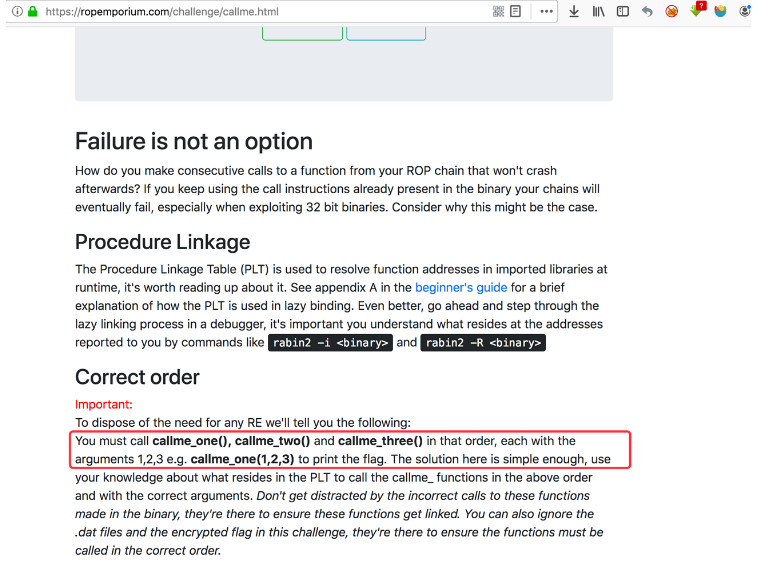 https://ropemporium.com/challenge/callme.html
?
Failure is not an option
How do you make consecutive calls to a function from your ROP chain that won't crash
afterwards? If you keep using the call instructions already present in the binary your chains will
eventually fail, especially when exploiting 32 bit binaries. Consider why this might be the case.
Procedure Linkage
The Procedure Linkage Table (PLT) is used to resolve function addresses in imported libraries at
runtime, it's worth reading up about it. See appendix A in the beginner's guide for a brief
explanation of how the PLT is used in lazy binding. Even better, go ahead and step through the
lazy linking process in a debugger, it's important you understand what resides at the addresses
reported to you by commands like rabin2 -i <binary> and rabin2 -R <binary>
Correct order
Important:
To dispose of the need for any RE we'll tell you the following:
You must call callme_one(), callme_two() and callme_three() in that order, each with the
arguments 1,2,3 e.g. callme_one(1,2,3) to print the flag. The solution here is simple enough, use
your knowledge about what resides in the PLT to call the callme_ functions in the above order
and with the correct arguments. Don't get distracted by the incorrect calls to these functions
made in the binary, they're there to ensure these functions get linked. You can also ignore the
.dat files and the encrypted flag in this challenge, they're there to ensure the functions must be
called in the correct order.